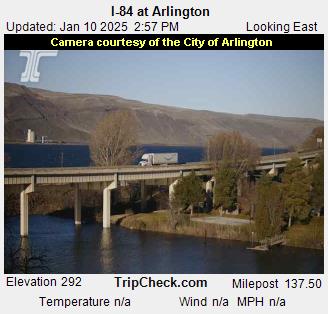 I-84 at Arlington
Updated: Jan 10 2025 2:57 PM Looking East
Camera courtesy of the City of Arlington
Elevation 292 TripCheck.com Milepost 137.50
Temperature n/a Wind n/a MPH n/a